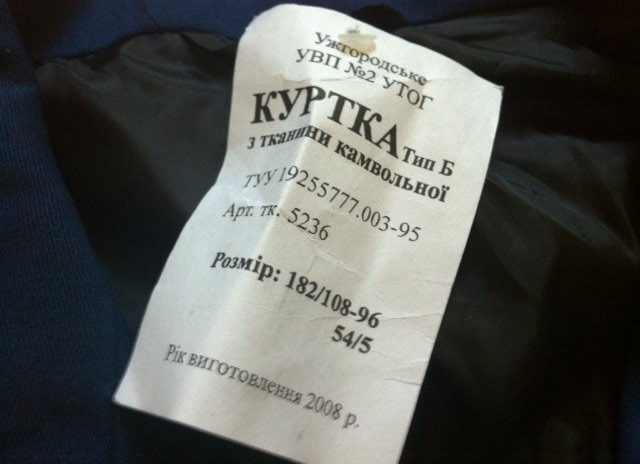 Ужгородське
УВП №2 УТОГ
КУРТКА Тип Б
з тканини камвольної
ТУУ 19255777.003-95
Арт. тк. 5236
Розмір: 182/108-96
54/5
Рік виготовлення 2008 р.